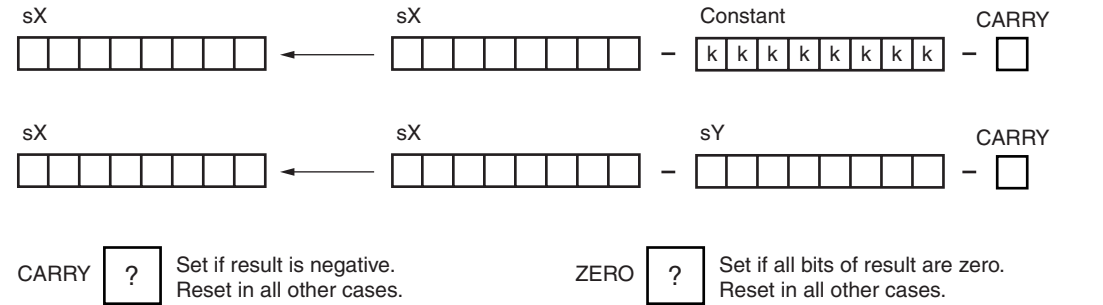 sX sX Constant CARRY
– k k k k k k k k –
sX sX sY CARRY
– –
CARRY ? Set if result is negative. ZERO ? Set if all bits of result are zero.
Reset in all other cases. Reset in all other cases.